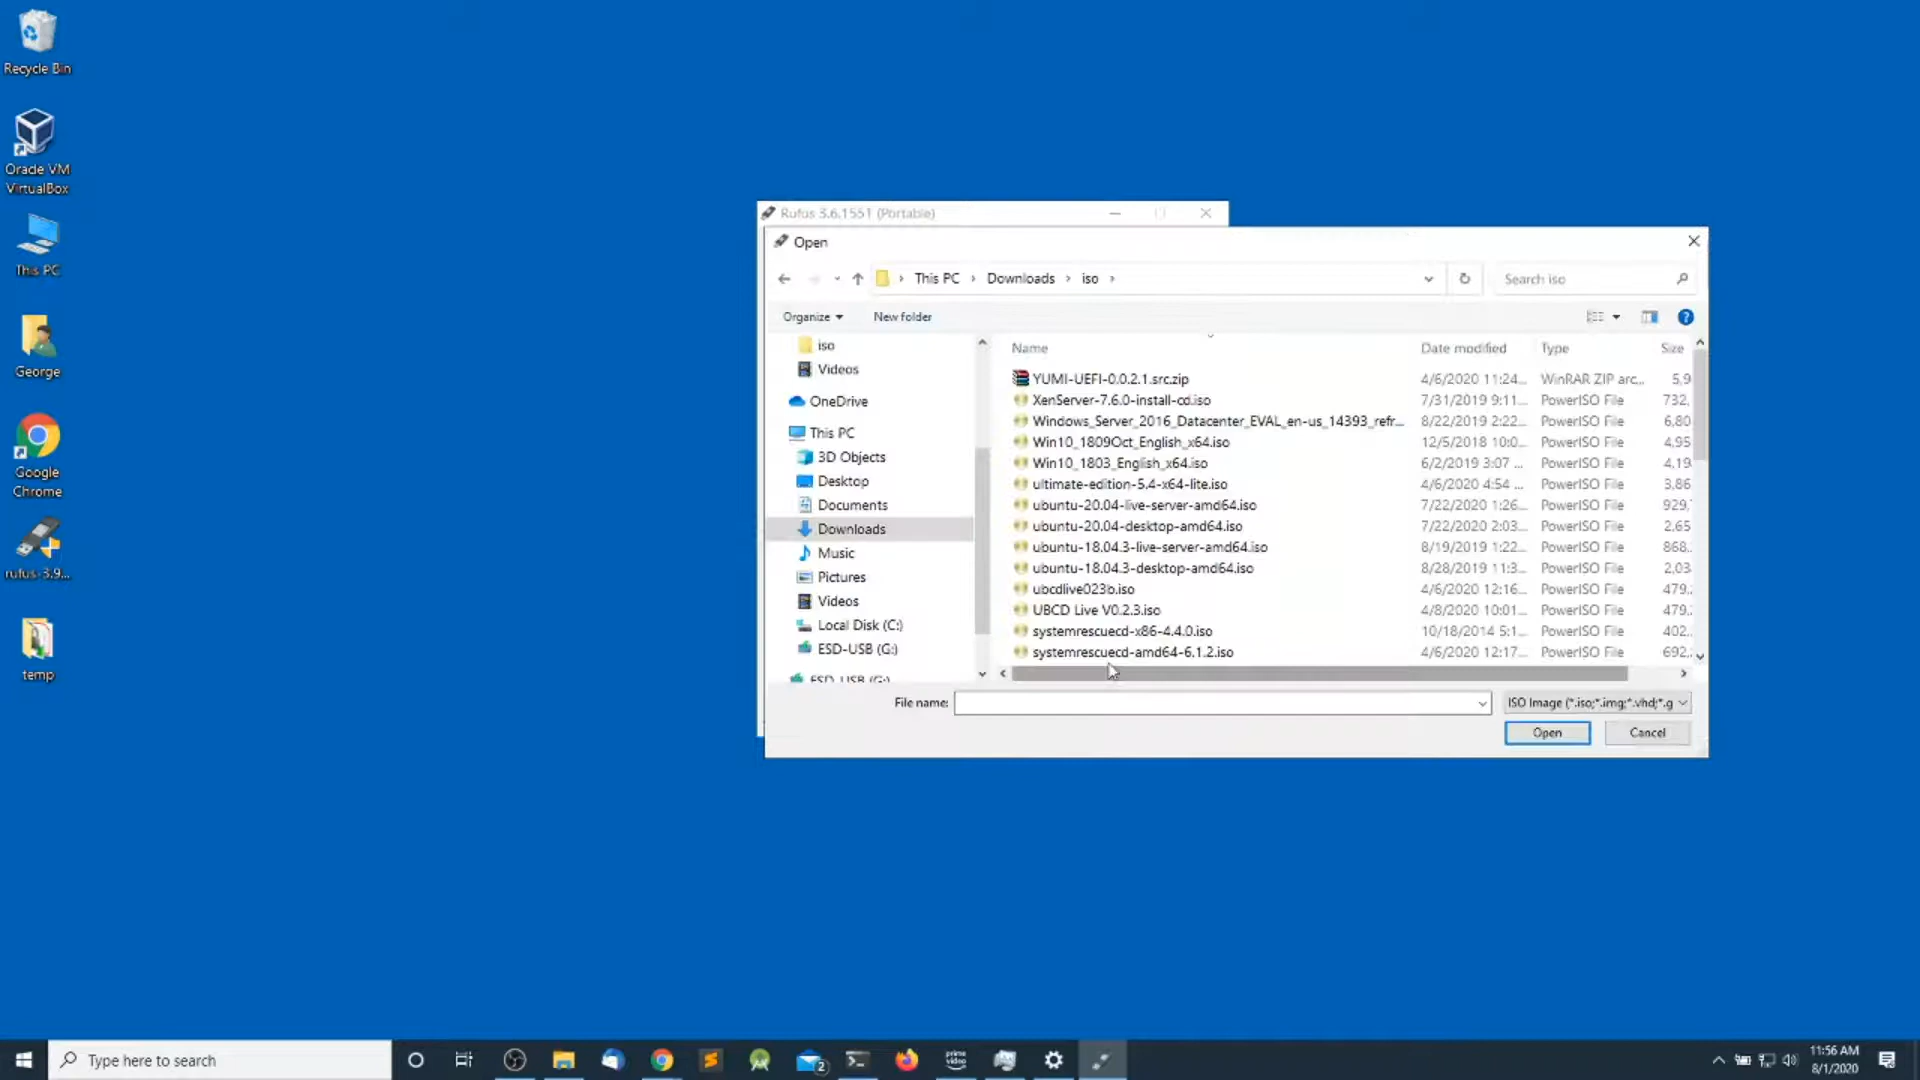 Recycle Bin
Oracle VM
VirtualBox
This PC
George
Google
Chrome
rufus-3.9...
temp
Rufus 3.6.1551 (Portable)
Open
This PC
Downloads
iso
Search iso
Organize
New folder
iso
Videos
OneDrive
This PC
3D Objects
Desktop
Documents
Downloads
Music
Pictures
Videos
Local Disk (C:)
ESD-USB (G:)
ESD-USB (G:)
Name Date modified Type Size
YUMI-UEFI-0.0.2.1.src.zip 4/6/2020 11:24... WinRAR ZIP arc... 5,9
XenServer-7.6.0-install-cd.iso 7/31/2019 9:11... PowerISO File 732,
Windows_Server_2016_Datacenter_EVAL_en-us_14393_refr... 8/22/2019 2:22... PowerISO File 6,80
Win10_1809Oct_English_x64.iso 12/5/2018 10:0... PowerISO File 4,95
Win10_1803_English_x64.iso 6/2/2019 3:07 ... PowerISO File 4,19
ultimate-edition-5.4-x64-lite.iso 4/6/2020 4:54 ... PowerISO File 3,86
ubuntu-20.04-live-server-amd64.iso 7/22/2020 1:26... PowerISO File 929,
ubuntu-20.04-desktop-amd64.iso 7/22/2020 2:03... PowerISO File 2,65
ubuntu-18.04.3-live-server-amd64.iso 8/19/2019 1:22... PowerISO File 868,
ubuntu-18.04.3-desktop-amd64.iso 8/28/2019 11:3... PowerISO File 2,03
ubcdlive023b.iso 4/6/2020 12:16... PowerISO File 479,
UBCD Live V0.2.3.iso 4/8/2020 10:01... PowerISO File 479,
systemrescuecd-x86-4.4.0.iso 10/18/2014 5:1... PowerISO File 402,
systemrescuecd-amd64-6.1.2.iso 4/6/2020 12:17... PowerISO File 692,
File name:
ISO Image (*.iso;*.img;*.vhd;*.g
Open
Cancel
Type here to search
2
prime
video
11:56 AM
8/1/2020